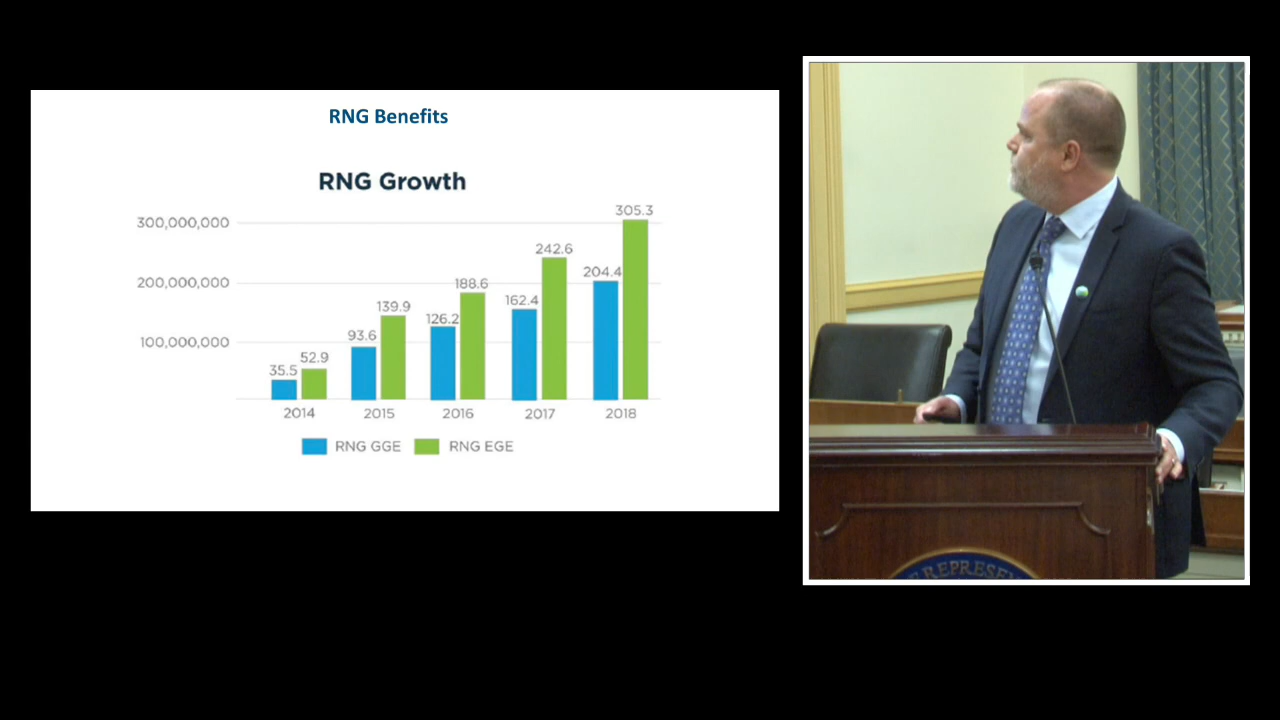 RNG Benefits
RNG Growth
300,000,000
200,000,000
100,000,000
35.5
52.9
93.6
139.9
126.2
188.6
162.4
242.6
204.4
305.3
2014 2015 2016 2017 2018
RNG GGE RNG EGE
REPRESEN